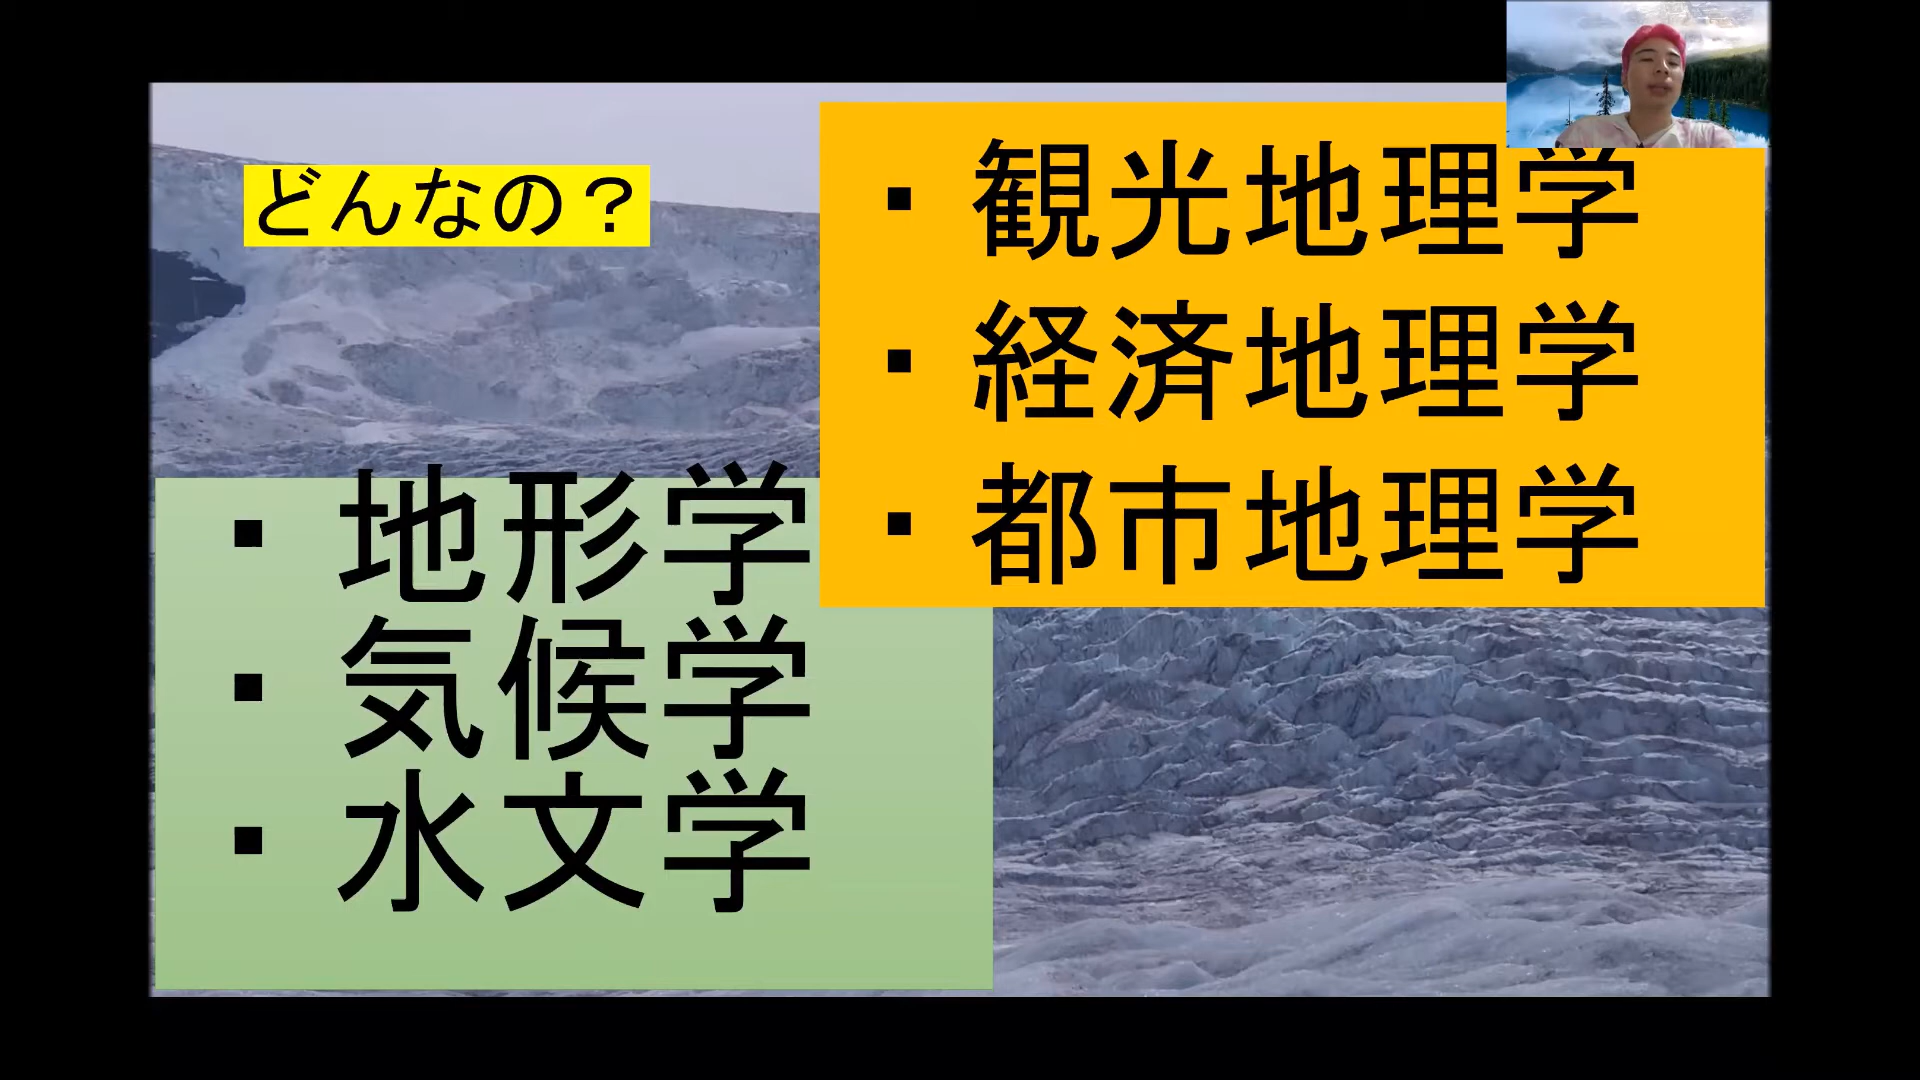 どんなの？
・観光地理学
・経済地理学
・都市地理学
・地形学
・気候学
・水文学